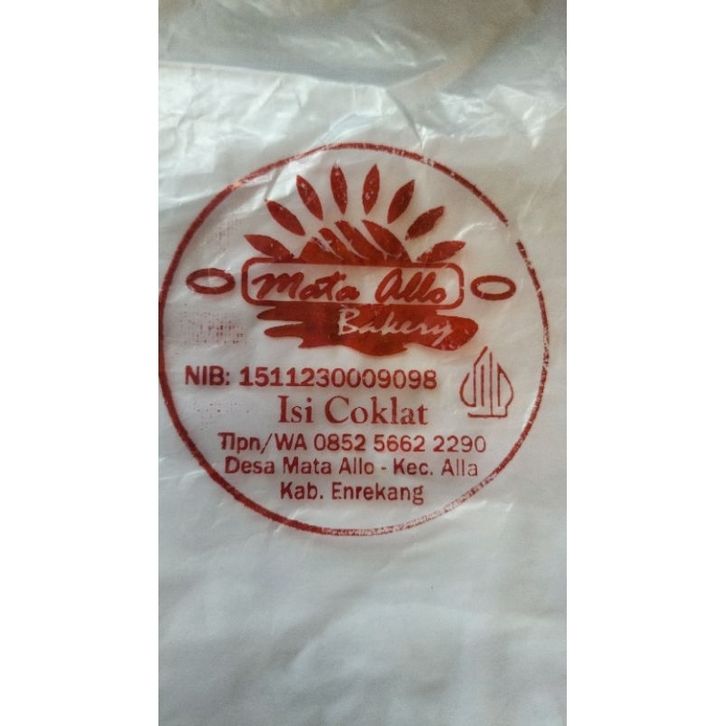 Mata Allo
Bakery
NIB: 1511230009098
Isi Coklat
Tlpn/WA 0852 5662 2290
Desa Mata Allo - Kec. Alla
Kab. Enrekang